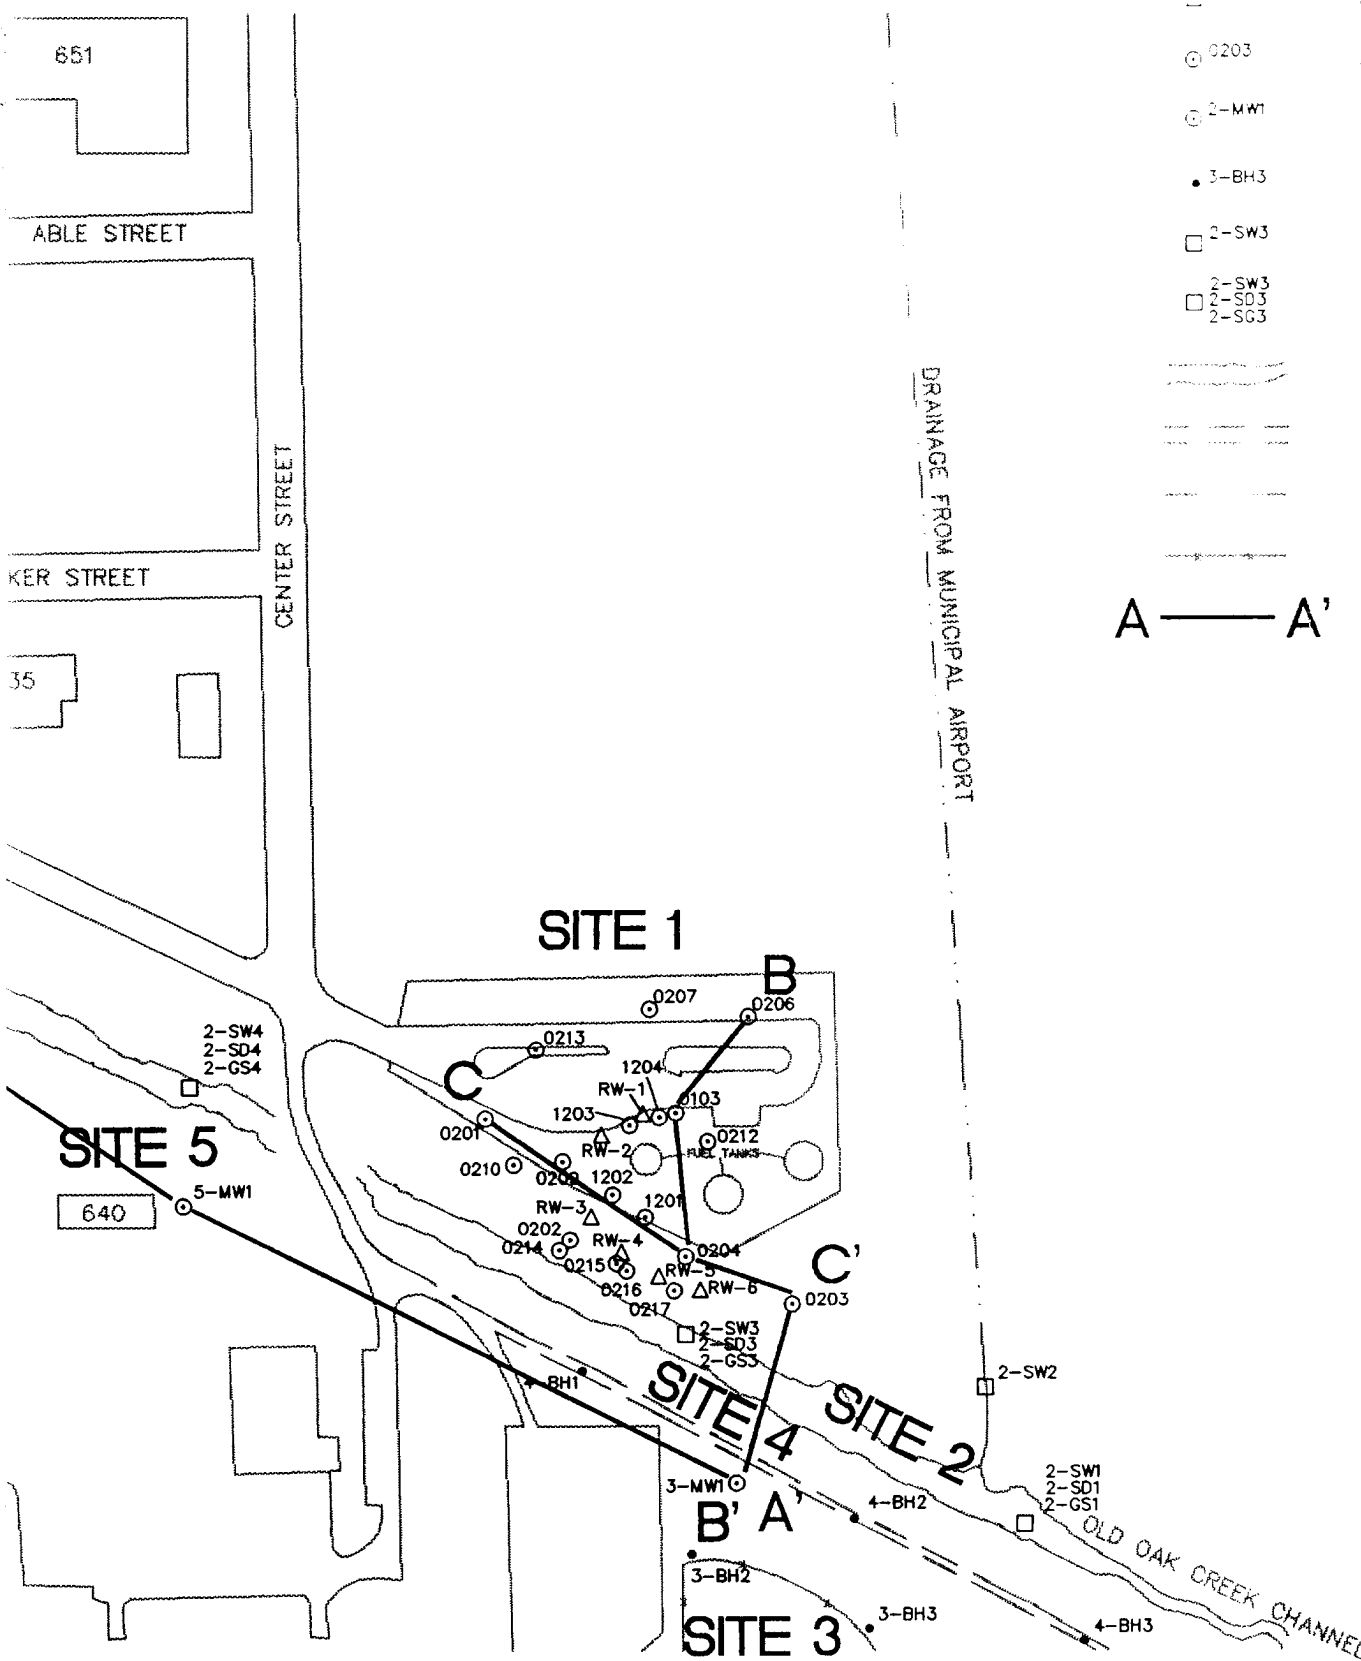 651
0203
2-MW1
3-BH3
2-SW3
2-SW3
2-SD3
2-SG3
ABLE STREET
CENTER STREET
KER STREET
35
DRAINAGE FROM MUNICIPAL AIRPORT
A
A'
SITE 1
B
0207
0206
0213
2-SW4
2-SD4
2-GS4
C
1204
RW-1
0103
1203
0201
RW-2
0212
FUEL TANKS
SITE 5
0210
1202
5-MW1
640
RW-3
1201
0202
0214
RW-4
0204
C'
0215
RW-5
0216
RW-6
0217
0203
2-SW3
2-SD3
2-GS3
4-BH1
SITE 4
SITE 2
2-SW2
3-MW1
B'
A'
4-BH2
2-SW1
2-SD1
2-GS1
OLD OAK CREEK CHANNEL
3-BH2
3-BH3
4-BH3
SITE 3